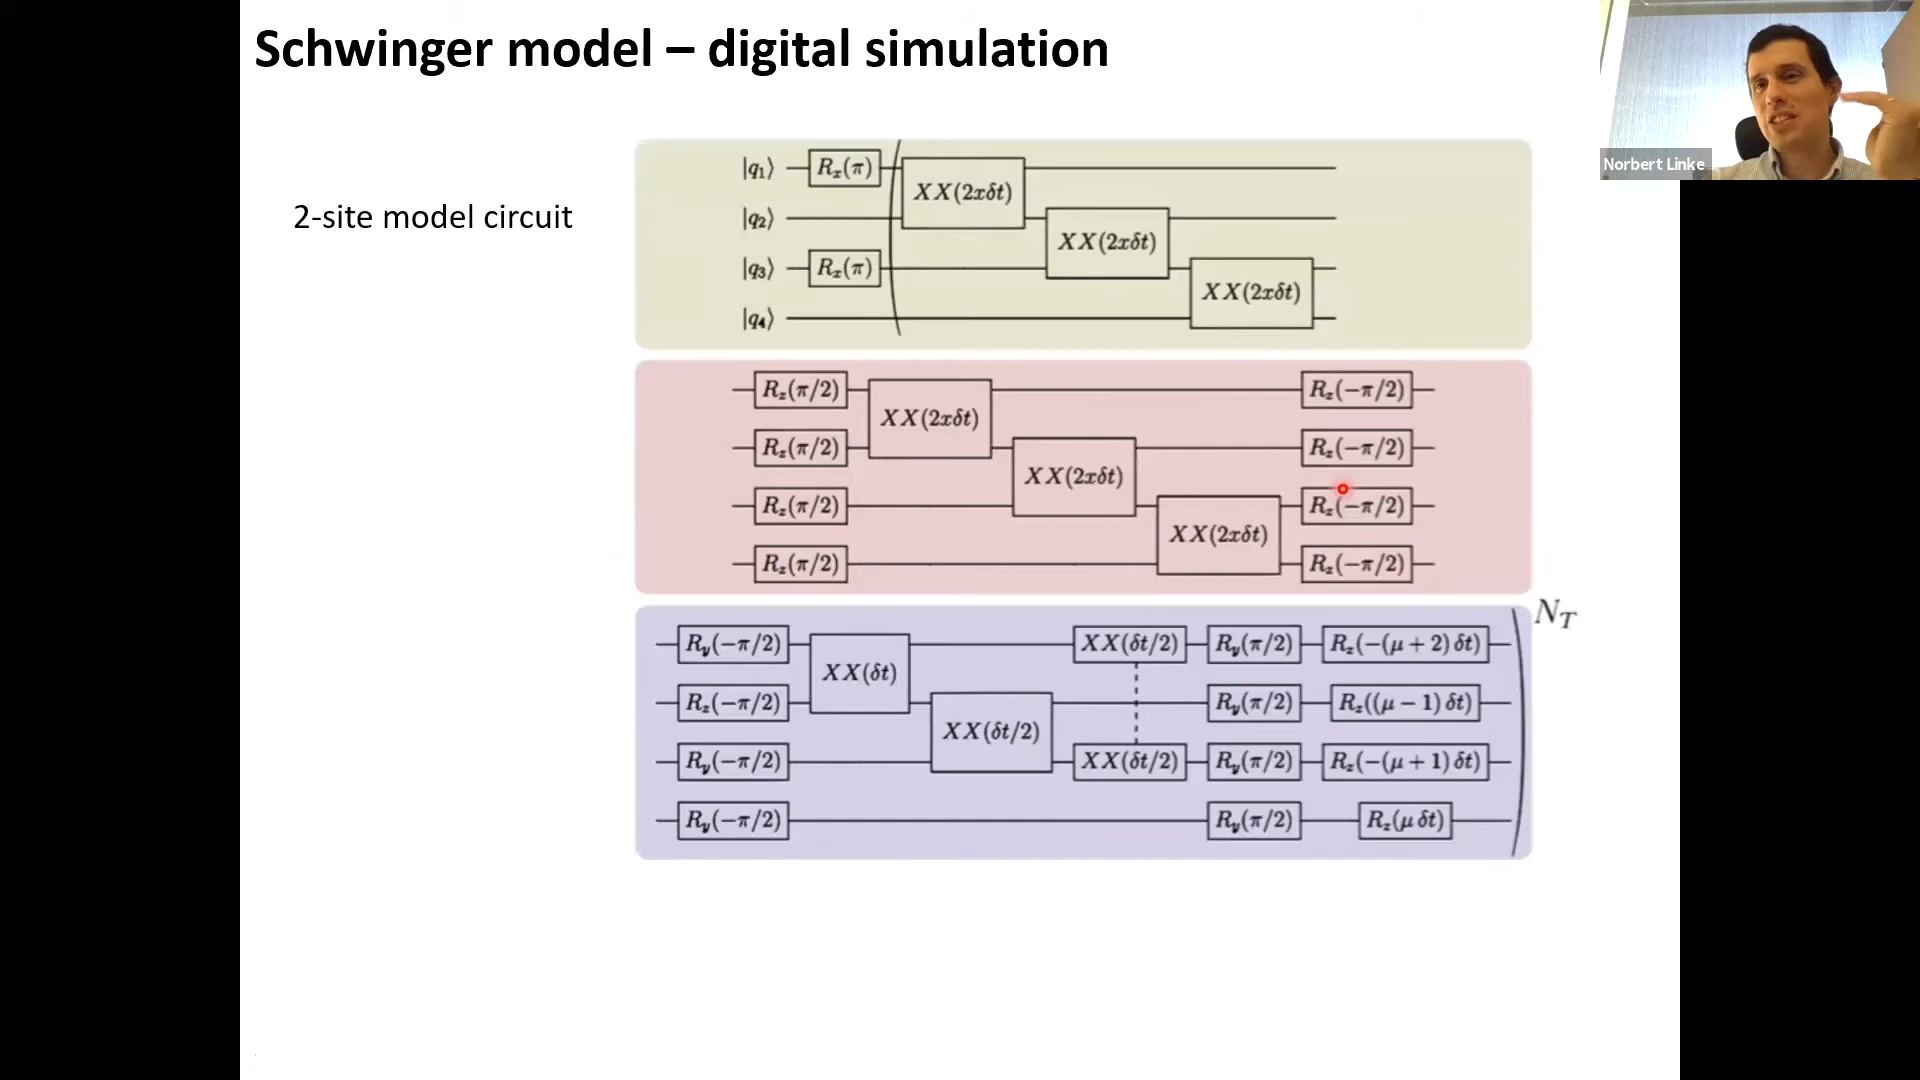 Schwinger model – digital simulation
Norbert Linke
2-site model circuit
|q₁⟩ Rₓ(π) XX(2xδt)
|q₂⟩ XX(2xδt)
|q₃⟩ Rₓ(π) XX(2xδt)
|q₄⟩
R_z(π/2) XX(2xδt) R_z(−π/2)
R_z(π/2) XX(2xδt) R_z(−π/2)
R_z(π/2) XX(2xδt) R_z(−π/2)
R_z(π/2) R_z(−π/2)
N_T
R_y(−π/2) XX(δt) XX(δt/2) R_y(π/2) R_z(−(μ + 2) δt)
R_z(−π/2) XX(δt/2) R_y(π/2) R_z((μ − 1) δt)
R_y(−π/2) XX(δt/2) R_y(π/2) R_z(−(μ + 1) δt)
R_y(−π/2) R_y(π/2) R_z(μ δt)